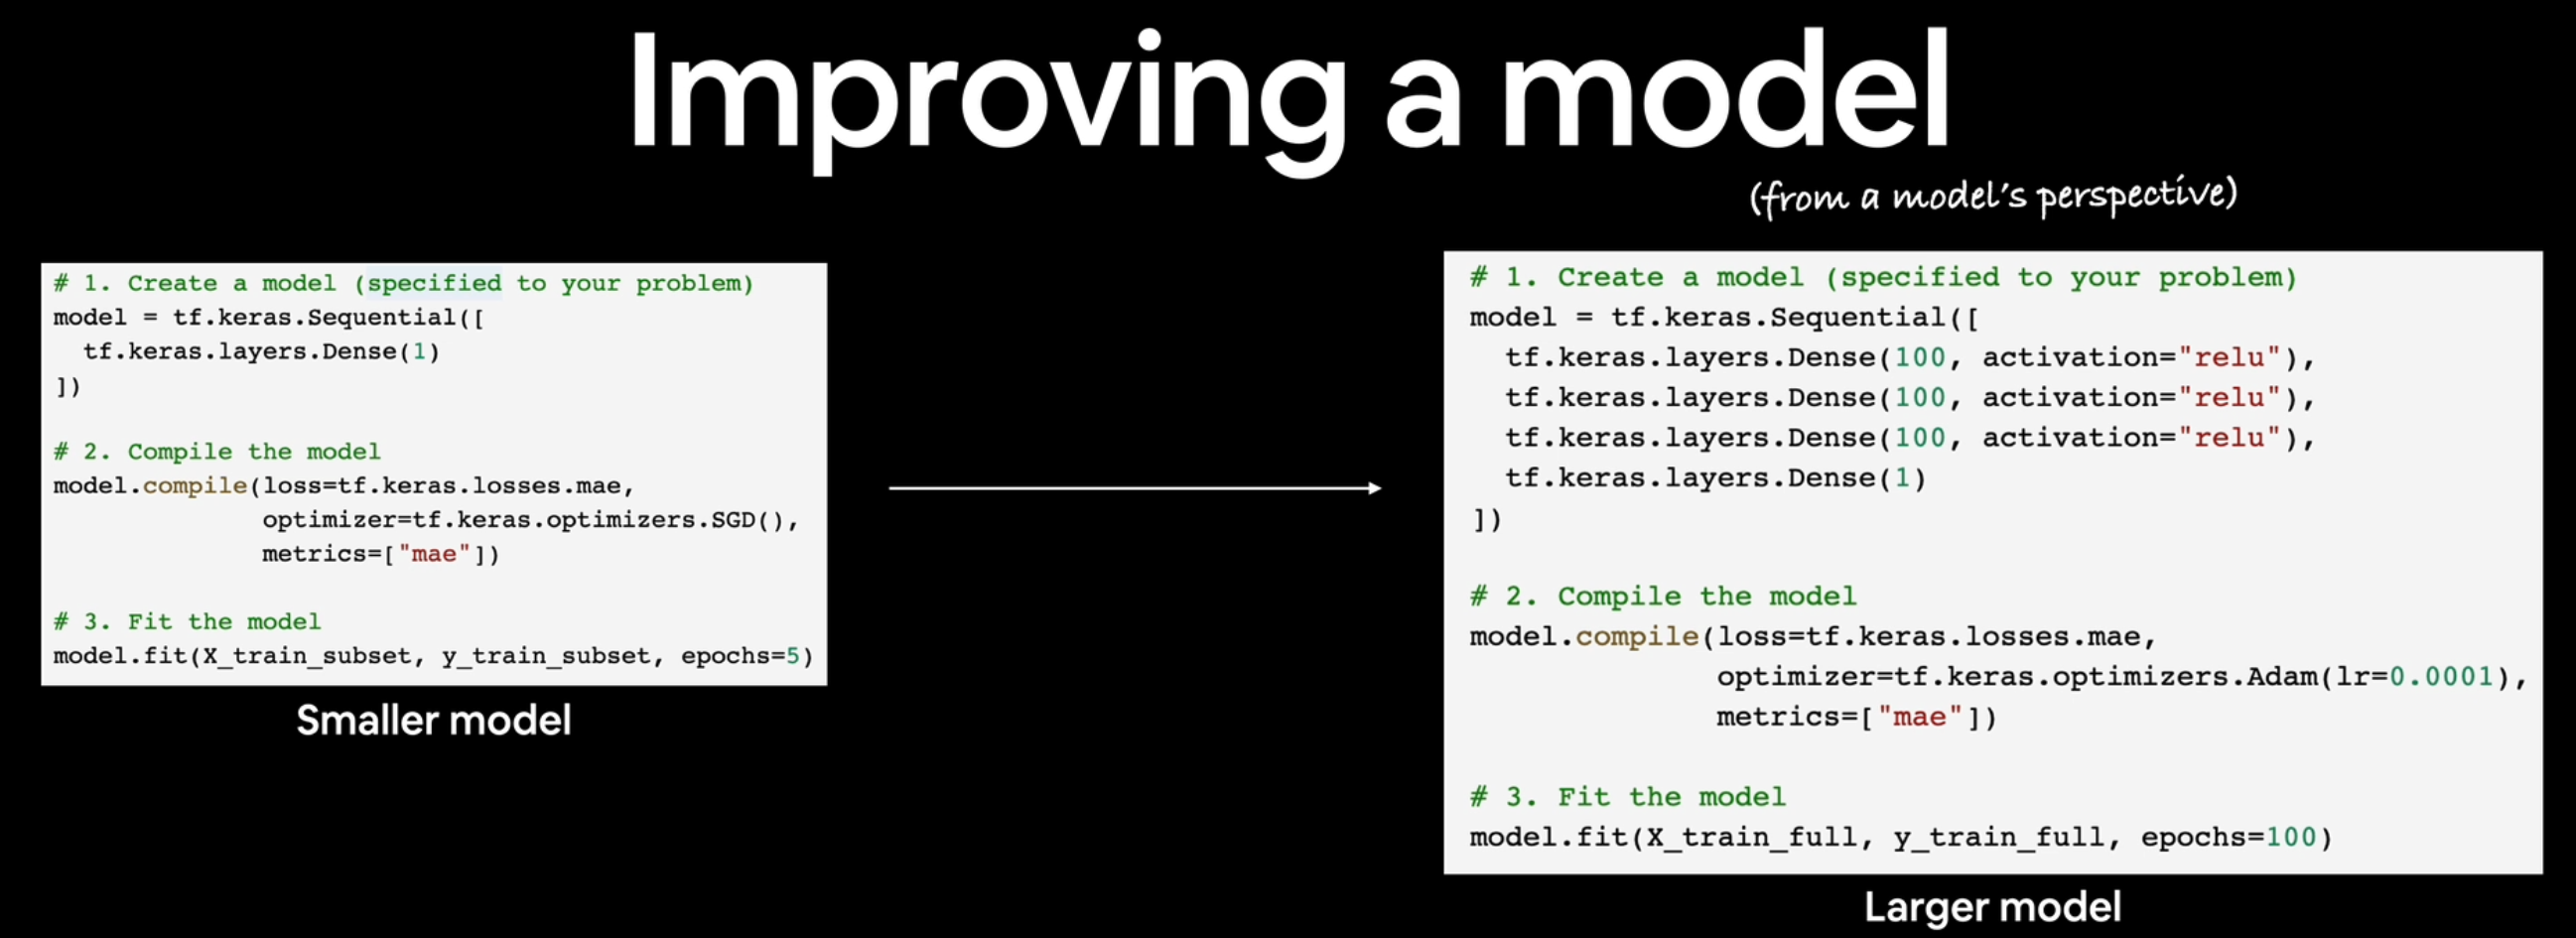 Improving a model
(from a model's perspective)
# 1. Create a model (specified to your problem)
model = tf.keras.Sequential([
  tf.keras.layers.Dense(1)
])
# 2. Compile the model
model.compile(loss=tf.keras.losses.mae,
              optimizer=tf.keras.optimizers.SGD(),
              metrics=["mae"])
# 3. Fit the model
model.fit(X_train_subset, y_train_subset, epochs=5)
Smaller model
# 1. Create a model (specified to your problem)
model = tf.keras.Sequential([
  tf.keras.layers.Dense(100, activation="relu"),
  tf.keras.layers.Dense(100, activation="relu"),
  tf.keras.layers.Dense(100, activation="relu"),
  tf.keras.layers.Dense(1)
])
# 2. Compile the model
model.compile(loss=tf.keras.losses.mae,
              optimizer=tf.keras.optimizers.Adam(lr=0.0001),
              metrics=["mae"])
# 3. Fit the model
model.fit(X_train_full, y_train_full, epochs=100)
Larger model